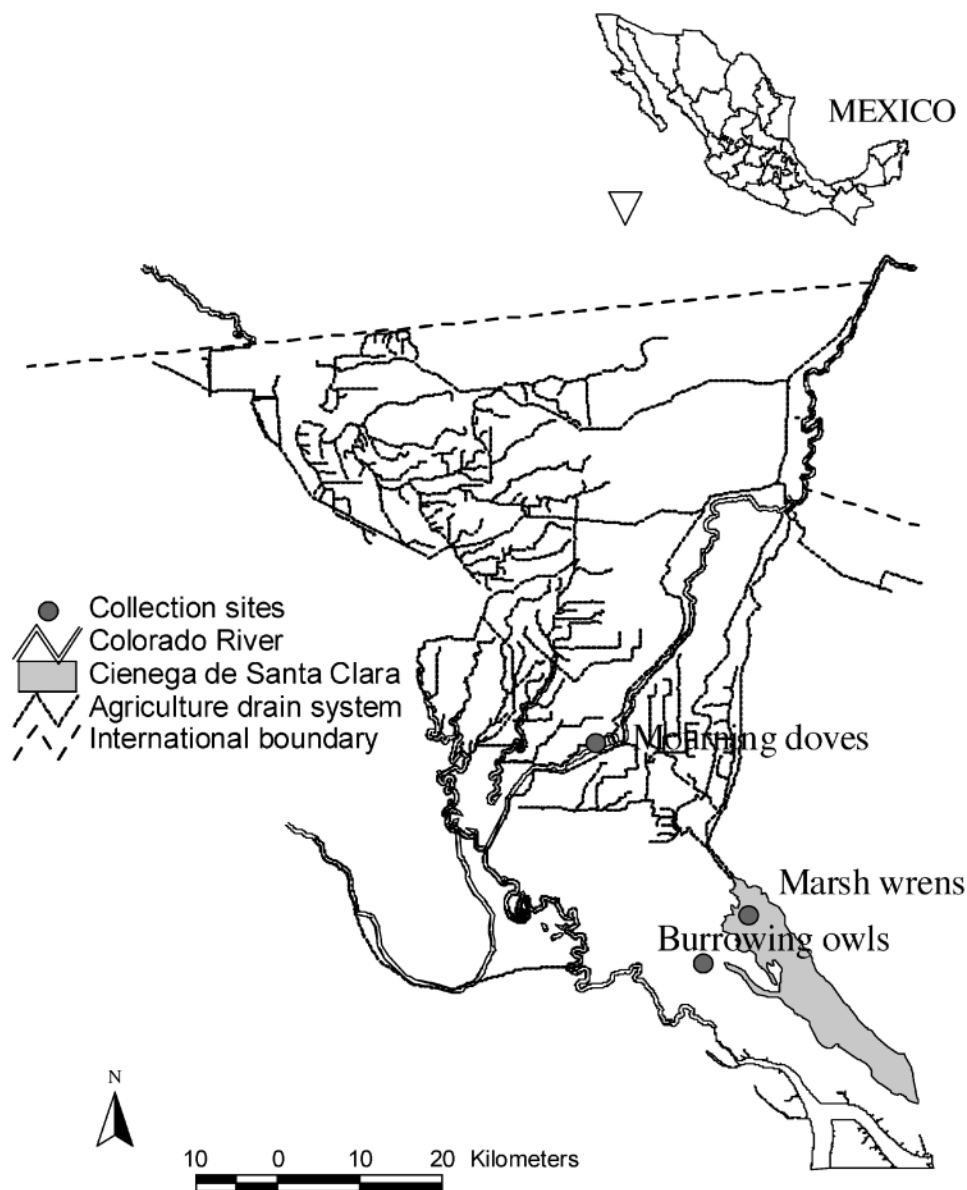 MEXICO
Collection sites
Colorado River
Cienega de Santa Clara
Agriculture drain system
International boundary
Mourning doves
Marsh wrens
Burrowing owls
N
10 0 10 20 Kilometers